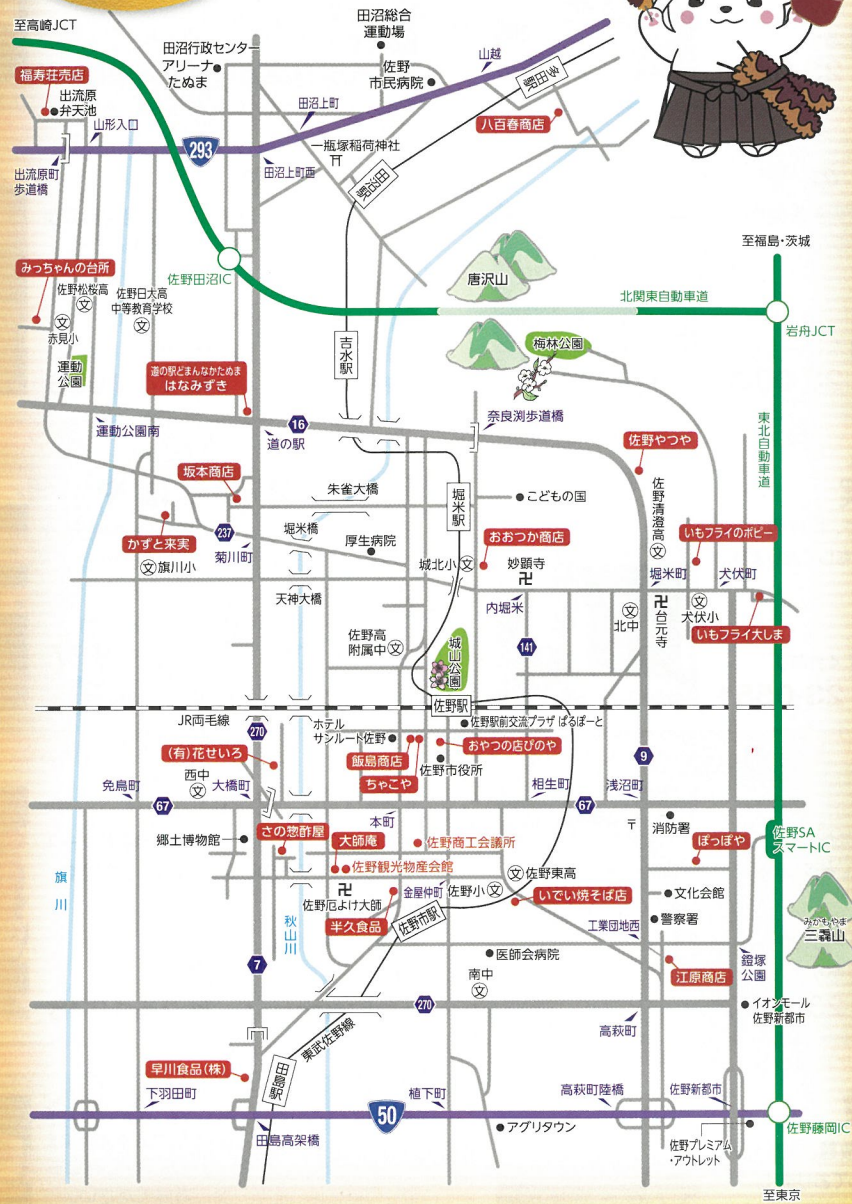 至高崎JCT
田沼行政センター
アリーナ
たぬま
田沼総合
運動場
山越
多田駅
佐野
市民病院
福寿荘売店
出流原
弁天池
山形入口
田沼上町
八百春商店
一瓶塚稲荷神社
293
田沼上町西
田沼駅
出流原町
歩道橋
至福島・茨城
みっちゃんの台所
佐野松桜高
文
佐野日大高
中等教育学校
文
文
赤見小
運動
公園
佐野田沼IC
唐沢山
北関東自動車道
岩舟JCT
吉水駅
梅林公園
道の駅どまんなかたぬま
はなみずき
運動公園南
16
道の駅
奈良渕歩道橋
東北自動車道
佐野やつや
坂本商店
朱雀大橋
堀米駅
こどもの国
佐野清澄高
文
かずと来実
237
菊川町
堀米橋
厚生病院
おおつか商店
いもフライのポピー
文 旗川小
城北小 文
妙顕寺
卍
堀米町
犬伏町
天神大橋
内堀米
文
北中
卍
台元寺
文
犬伏小
いもフライ大しま
佐野高
附属中 文
城山公園
141
佐野駅
JR両毛線
270
ホテル
サンルート佐野
佐野駅前交流プラザ ぱるぽーと
(有)花せいろ
飯島商店
おやつの店ぴのや
ちゃこや
佐野市役所
9
西中
文
免鳥町
67
大橋町
相生町
67
浅沼町
本町
〒
消防署
佐野SA
スマートIC
郷土博物館
さの惣酢屋
大師庵
佐野商工会議所
ぽっぽや
佐野観光物産会館
文 佐野東高
旗川
卍
佐野厄よけ大師
金屋仲町
佐野小 文
いでい焼そば店
文化会館
みかもやま
三毳山
秋山川
半久食品
佐野市駅
工業団地西
警察署
7
医師会病院
江原商店
鐙塚
公園
南中
文
270
高萩町
イオンモール
佐野新都市
東武佐野線
早川食品(株)
田島駅
下羽田町
植下町
高萩町陸橋
佐野新都市
50
田島高架橋
アグリタウン
佐野プレミアム
・アウトレット
佐野藤岡IC
至東京